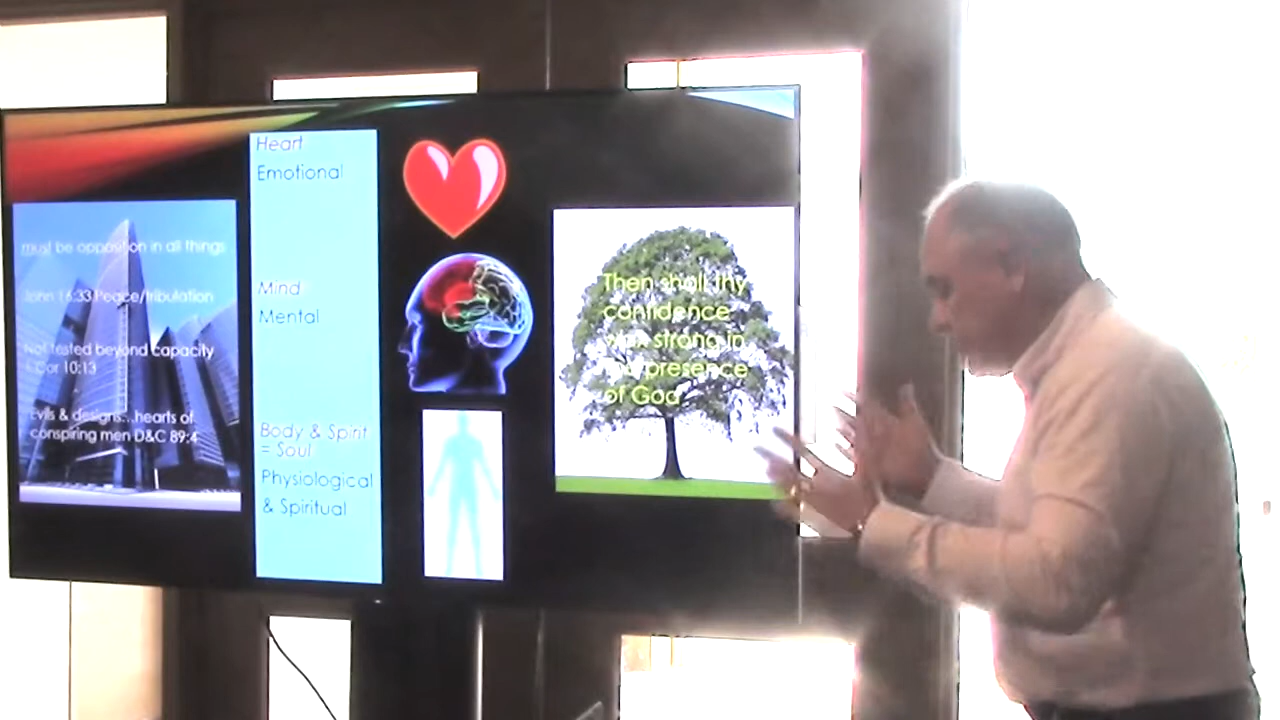 must be opposition in all things
John 16:33 Peace/tribulation
Not tested beyond capacity
1 Cor 10:13
Evils & designs...hearts of
conspiring men D&C 89:4
Heart
Emotional
Mind
Mental
Body & Spirit
= Soul
Physiological
& Spiritual
Then shall thy
confidence
wax strong in
the presence
of God